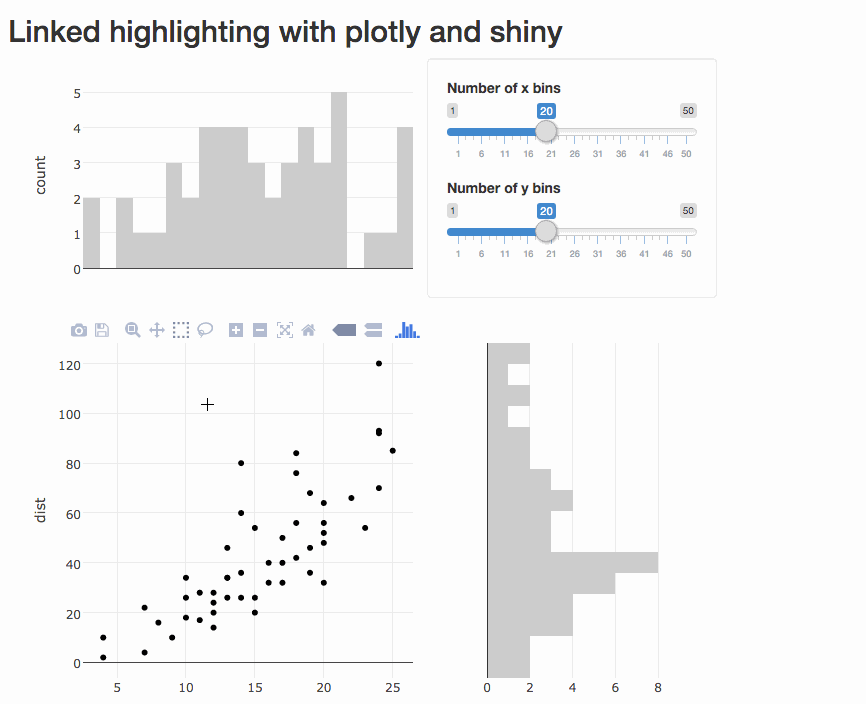 Linked highlighting with plotly and shiny
5
4
3
2
1
0
count
Number of x bins
1 20 50
1 6 11 16 21 26 31 36 41 46 50
Number of y bins
1 20 50
1 6 11 16 21 26 31 36 41 46 50
120
100
80
60
40
20
0
dist
5 10 15 20 25
0 2 4 6 8